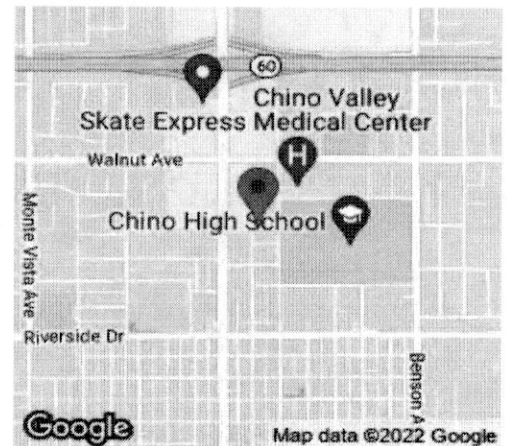 60
Chino Valley
Skate Express Medical Center
Walnut Ave
H
Chino High School
Monte Vista Ave
Riverside Dr
Benson A
Google
Map data ©2022 Google